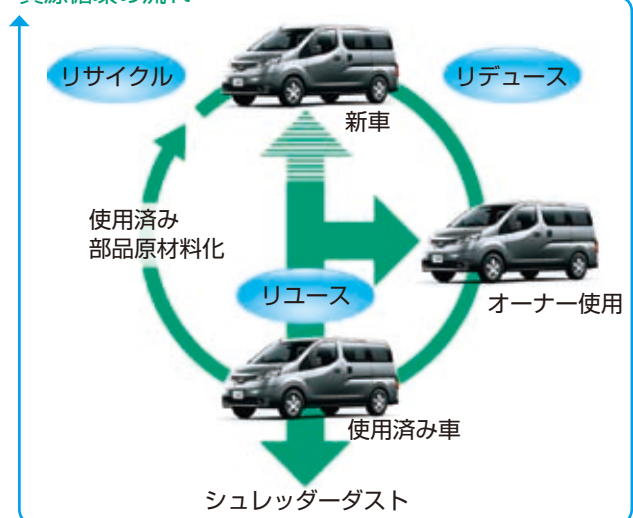 リサイクル
リデュース
新車
使用済み
部品原材料化
オーナー使用
リユース
使用済み車
シュレッダーダスト